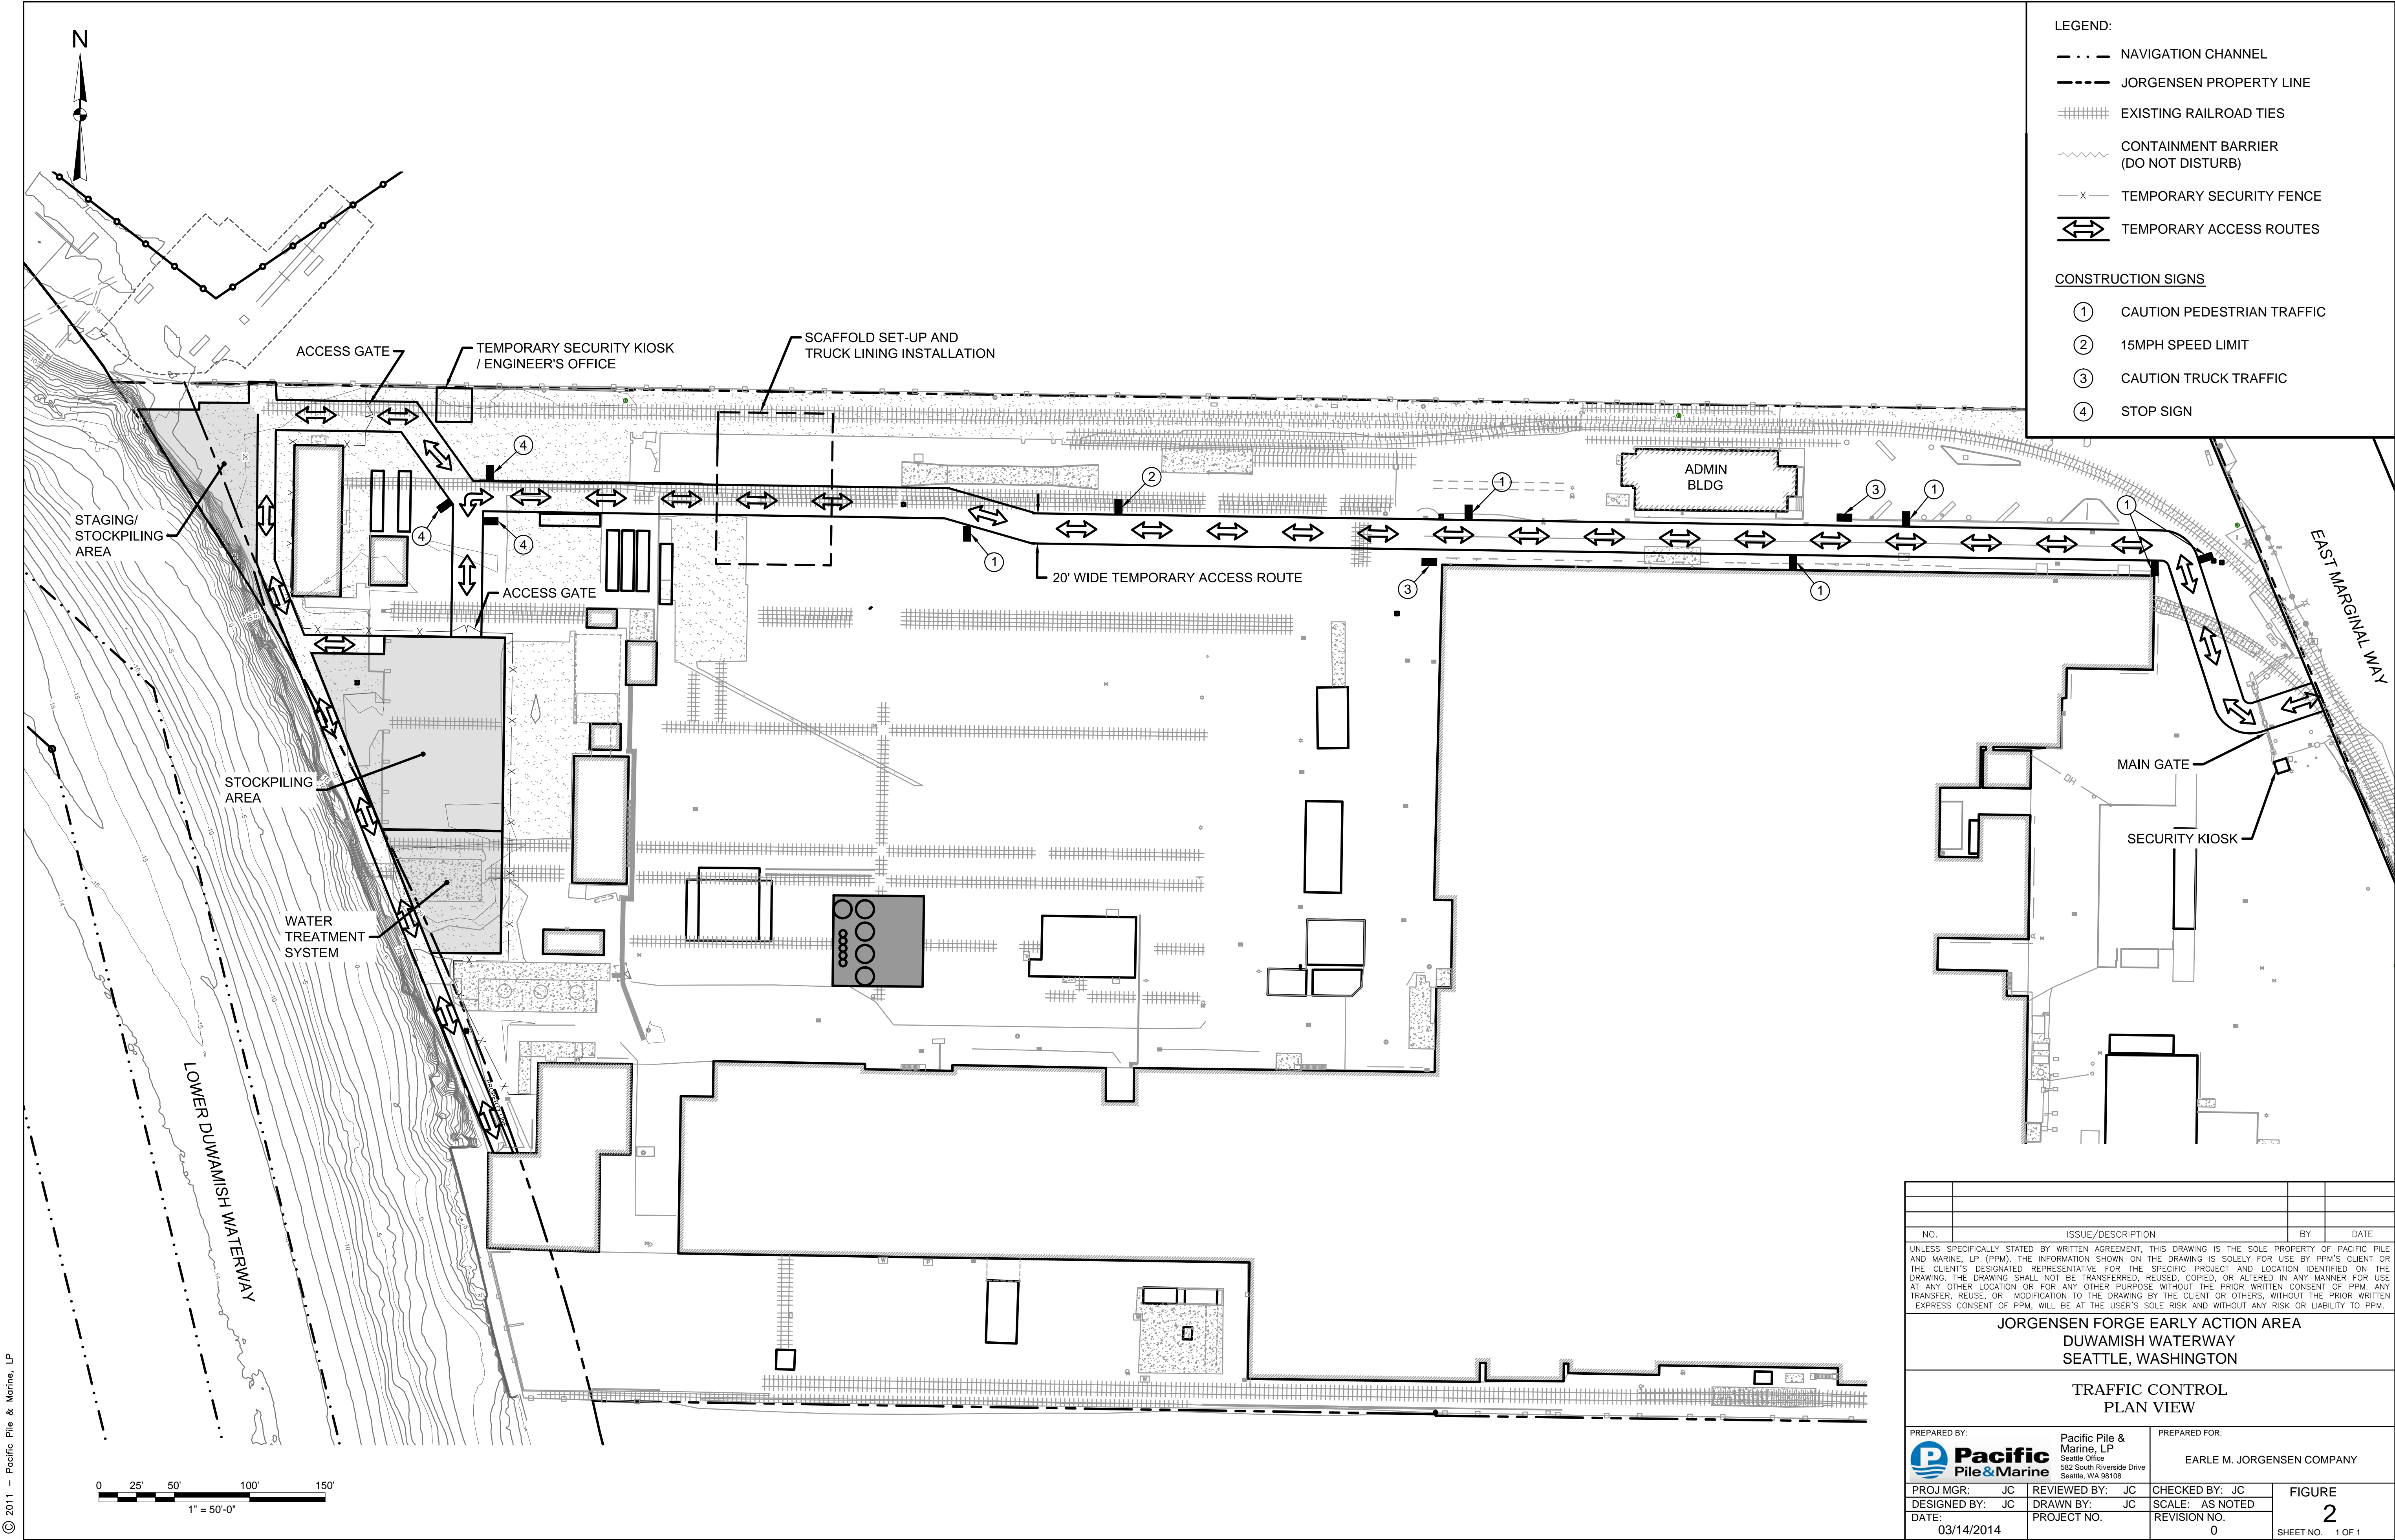 N
LEGEND:
NAVIGATION CHANNEL
JORGENSEN PROPERTY LINE
EXISTING RAILROAD TIES
CONTAINMENT BARRIER
(DO NOT DISTURB)
X
TEMPORARY SECURITY FENCE
TEMPORARY ACCESS ROUTES
CONSTRUCTION SIGNS
1 CAUTION PEDESTRIAN TRAFFIC
2 15MPH SPEED LIMIT
3 CAUTION TRUCK TRAFFIC
4 STOP SIGN
ACCESS GATE
TEMPORARY SECURITY KIOSK
/ ENGINEER'S OFFICE
SCAFFOLD SET-UP AND
TRUCK LINING INSTALLATION
4
4
4
2
1
1
3
1
1
3
1
ADMIN
BLDG
STAGING/
STOCKPILING
AREA
20' WIDE TEMPORARY ACCESS ROUTE
ACCESS GATE
EAST MARGINAL WAY
STOCKPILING
AREA
MAIN GATE
SECURITY KIOSK
WATER
TREATMENT
SYSTEM
LOWER DUWAMISH WATERWAY
0 25' 50' 100' 150'
1" = 50'-0"
© 2011 – Pacific Pile & Marine, LP
NO. ISSUE/DESCRIPTION BY DATE
UNLESS SPECIFICALLY STATED BY WRITTEN AGREEMENT, THIS DRAWING IS THE SOLE PROPERTY OF PACIFIC PILE
AND MARINE, LP (PPM). THE INFORMATION SHOWN ON THE DRAWING IS SOLELY FOR USE BY PPM'S CLIENT OR
THE CLIENT'S DESIGNATED REPRESENTATIVE FOR THE SPECIFIC PROJECT AND LOCATION IDENTIFIED ON THE
DRAWING. THE DRAWING SHALL NOT BE TRANSFERRED, REUSED, COPIED, OR ALTERED IN ANY MANNER FOR USE
AT ANY OTHER LOCATION OR FOR ANY OTHER PURPOSE WITHOUT THE PRIOR WRITTEN CONSENT OF PPM. ANY
TRANSFER, REUSE, OR MODIFICATION TO THE DRAWING BY THE CLIENT OR OTHERS, WITHOUT THE PRIOR WRITTEN
EXPRESS CONSENT OF PPM, WILL BE AT THE USER'S SOLE RISK AND WITHOUT ANY RISK OR LIABILITY TO PPM.
JORGENSEN FORGE EARLY ACTION AREA
DUWAMISH WATERWAY
SEATTLE, WASHINGTON
TRAFFIC CONTROL
PLAN VIEW
PREPARED BY:
Pacific
Pile&Marine
Pacific Pile &
Marine, LP
Seattle Office
582 South Riverside Drive
Seattle, WA 98108
PREPARED FOR:
EARLE M. JORGENSEN COMPANY
PROJ MGR: JC REVIEWED BY: JC CHECKED BY: JC
DESIGNED BY: JC DRAWN BY: JC SCALE: AS NOTED
DATE: 03/14/2014 PROJECT NO. REVISION NO. 0
FIGURE
2
SHEET NO. 1 OF 1